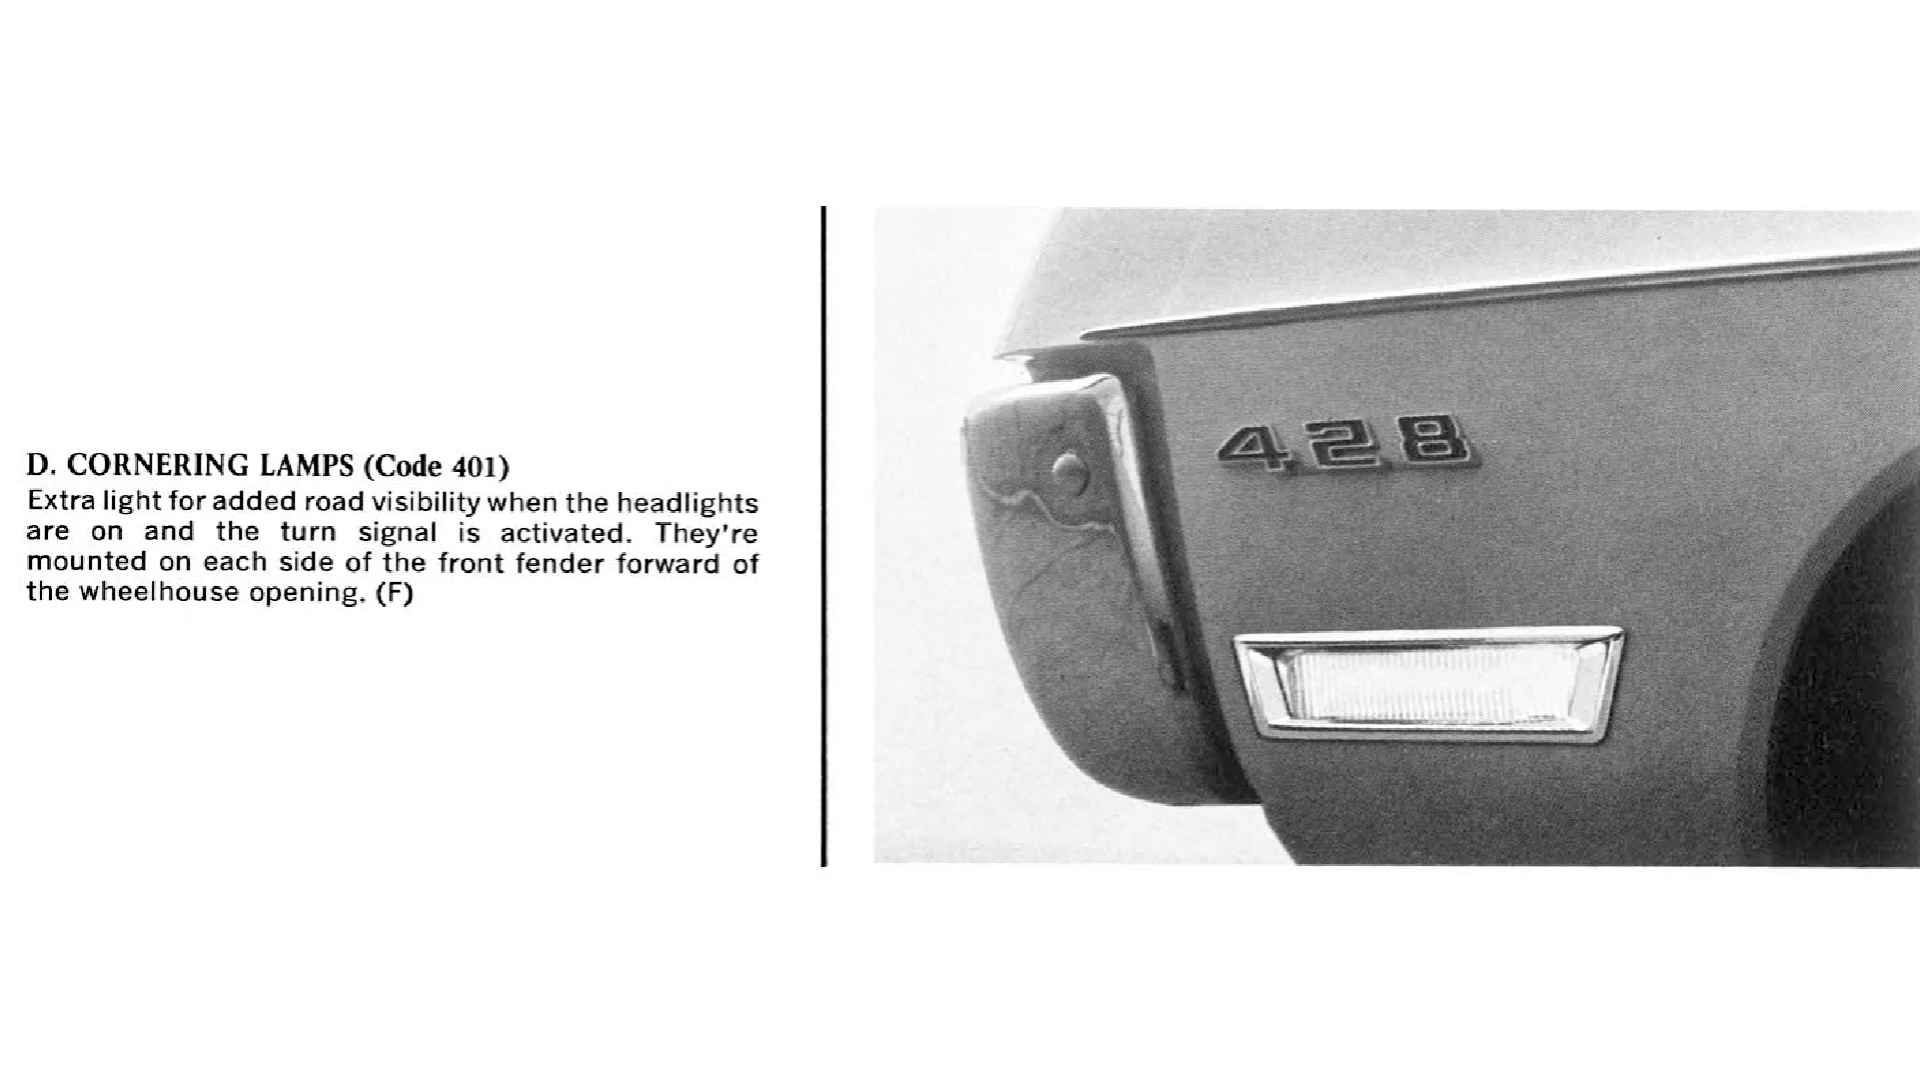 D. CORNERING LAMPS (Code 401)
Extra light for added road visibility when the headlights
are on and the turn signal is activated. They're
mounted on each side of the front fender forward of
the wheelhouse opening. (F)
428